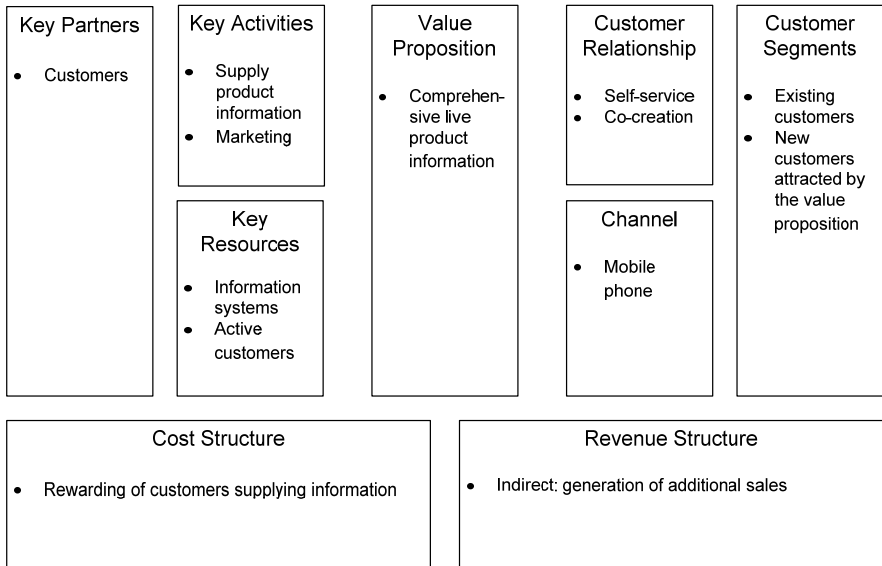 Key Partners
• Customers
Key Activities
• Supply
product
information
• Marketing
Key
Resources
• Information
systems
• Active
customers
Value
Proposition
• Comprehen-
sive live
product
information
Customer
Relationship
• Self-service
• Co-creation
Channel
• Mobile
phone
Customer
Segments
• Existing
customers
• New
customers
attracted by
the value
proposition
Cost Structure
• Rewarding of customers supplying information
Revenue Structure
• Indirect: generation of additional sales